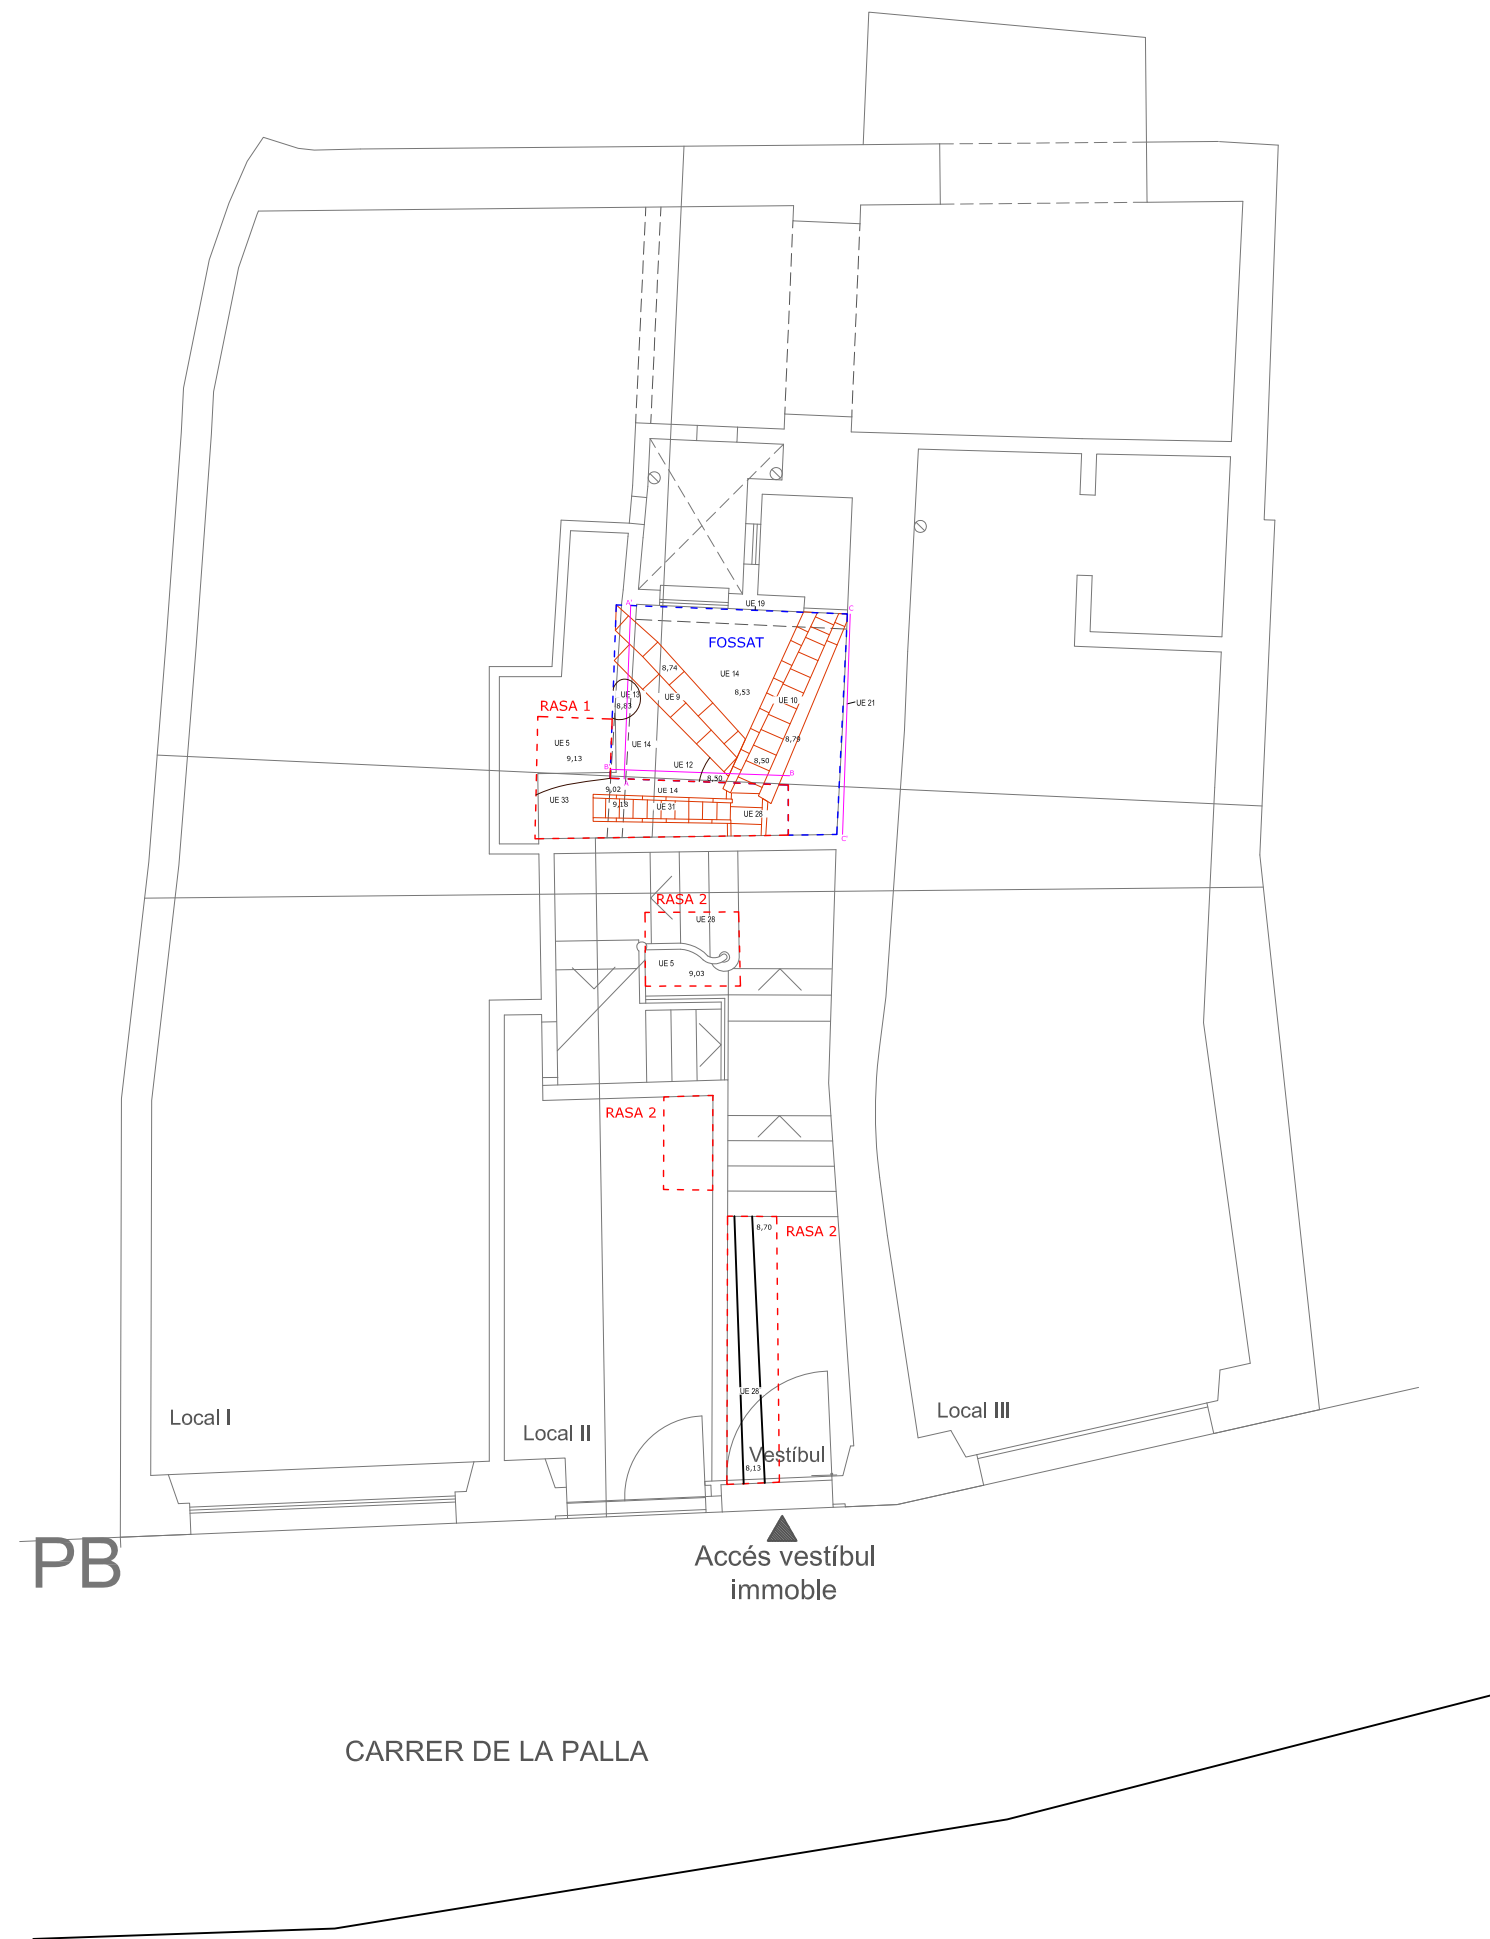 A'
UE 19
C
FOSSAT
8,74
UE 14
UE 13
UE 9
8,53
UE 10
8,83
UE 21
RASA 1
UE 5
UE 14
8,79
9,13
UE 12
8,50
B'
8,50
B
A
9,02
UE 14
UE 33
9,18
UE 31
UE 28
C'
RASA 2
UE 28
UE 5
9,03
RASA 2
8,70
RASA 2
UE 28
Local I
Local II
Local III
Vestíbul
8,13
PB
Accés vestíbul
immoble
CARRER DE LA PALLA